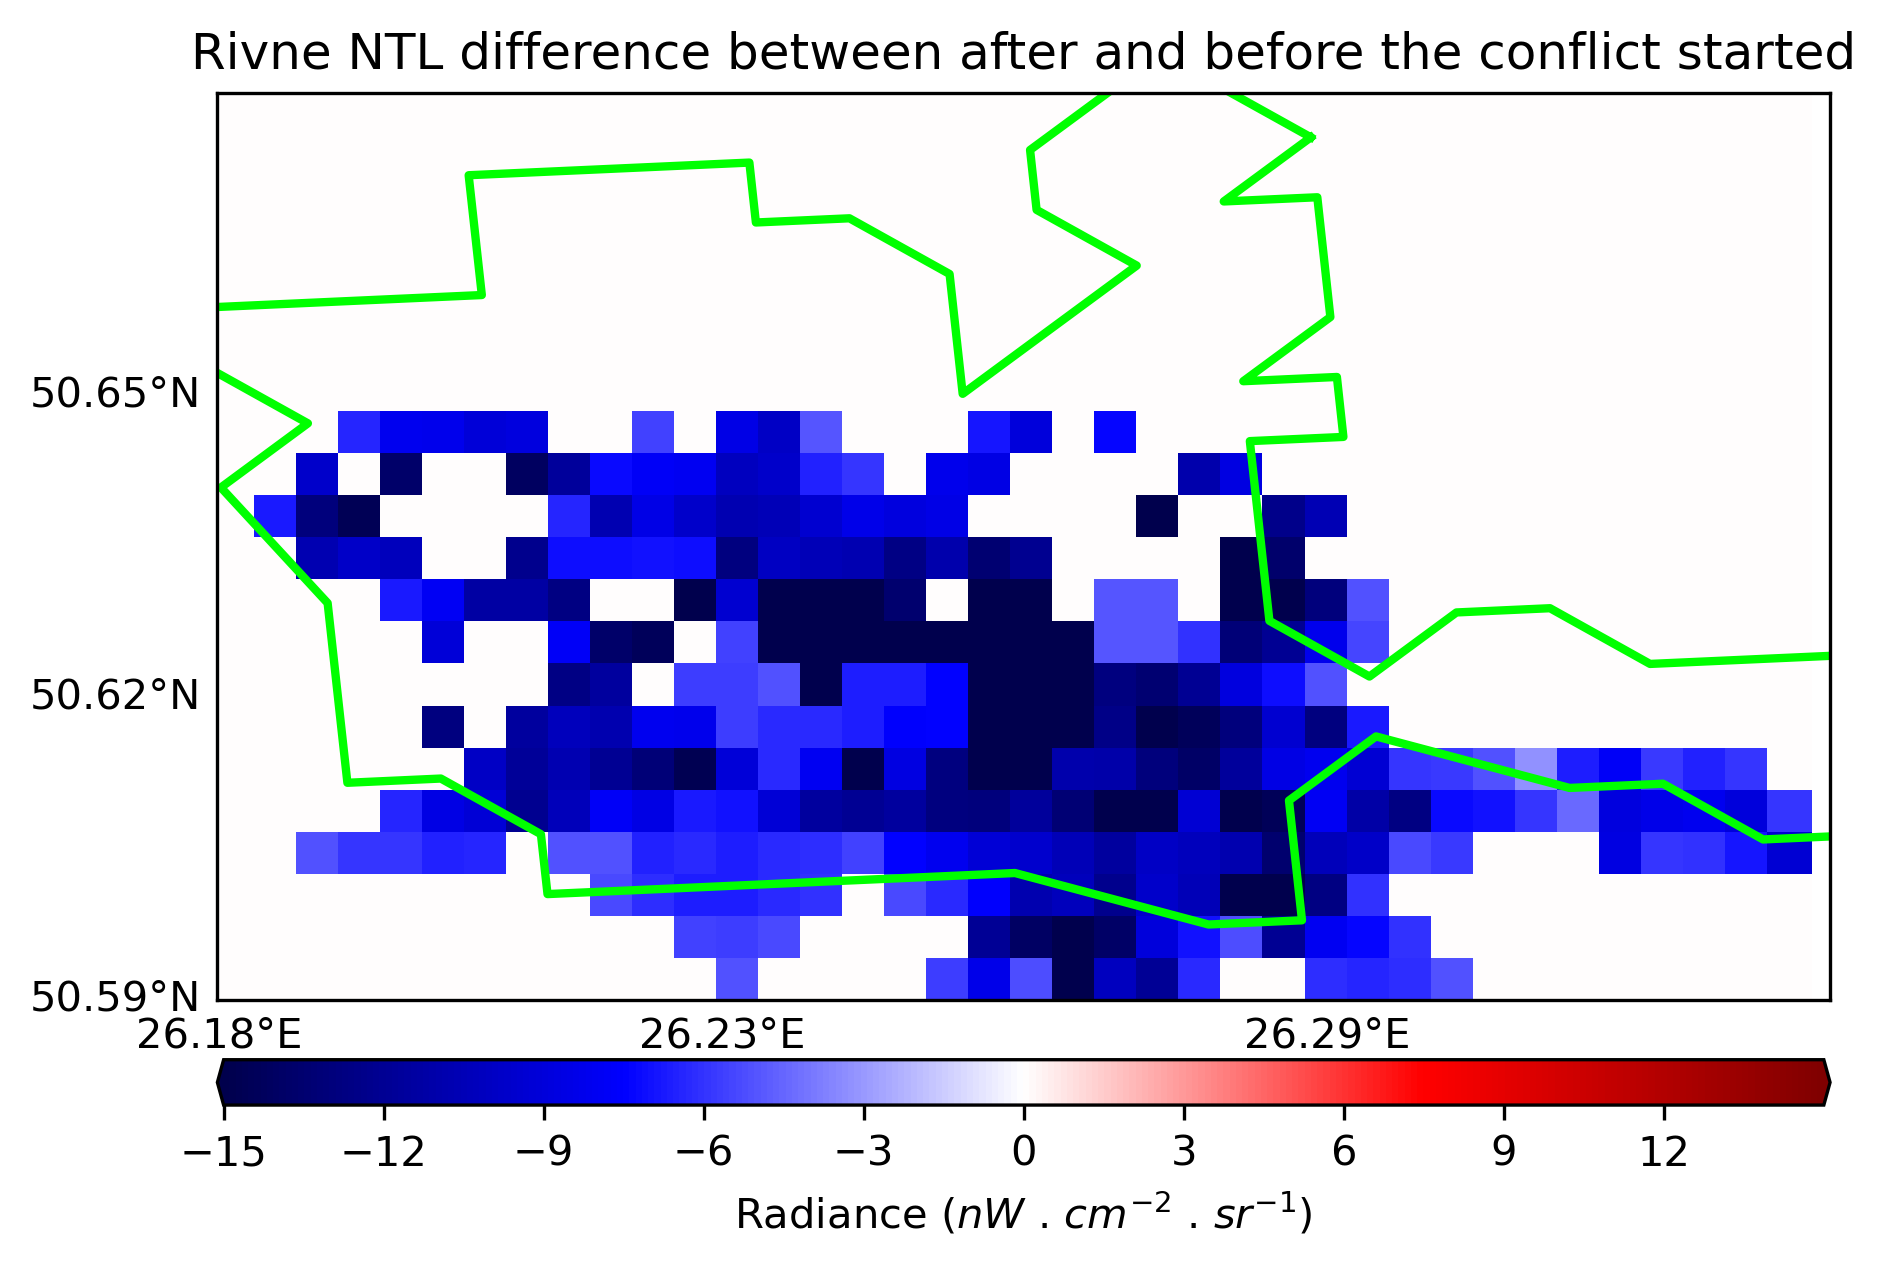 Rivne NTL difference between after and before the conflict started
50.65°N
50.62°N
50.59°N
26.18°E 26.23°E 26.29°E
−15 −12 −9 −6 −3 0 3 6 9 12
Radiance (nW . cm⁻² . sr⁻¹)